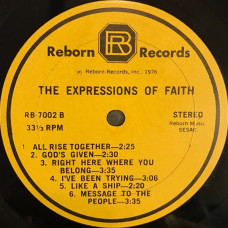 Reborn R Records
Reborn Records, Inc. 1976
THE EXPRESSIONS OF FAITH
RB 7002 B STEREO
33⅓ RPM Reborn Music
SESAC
1. ALL RISE TOGETHER—2:25
2. GOD'S GIVEN—2:30
3. RIGHT HERE WHERE YOU
BELONG—3:35
4. I'VE BEEN TRYING—3:06
5. LIKE A SHIP—2:20
6. MESSAGE TO THE
PEOPLE—3:35